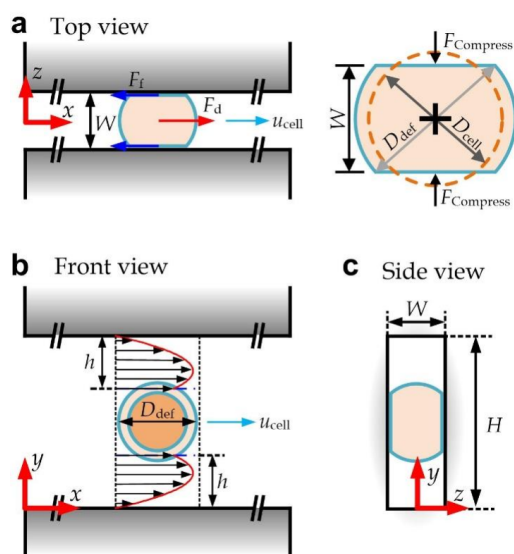 a Top view
z
x
W
F_f
F_d
u_cell
F_Compress
W
D_def
D_cell
F_Compress
b Front view
h
D_def
u_cell
h
y
x
c Side view
W
H
y
z